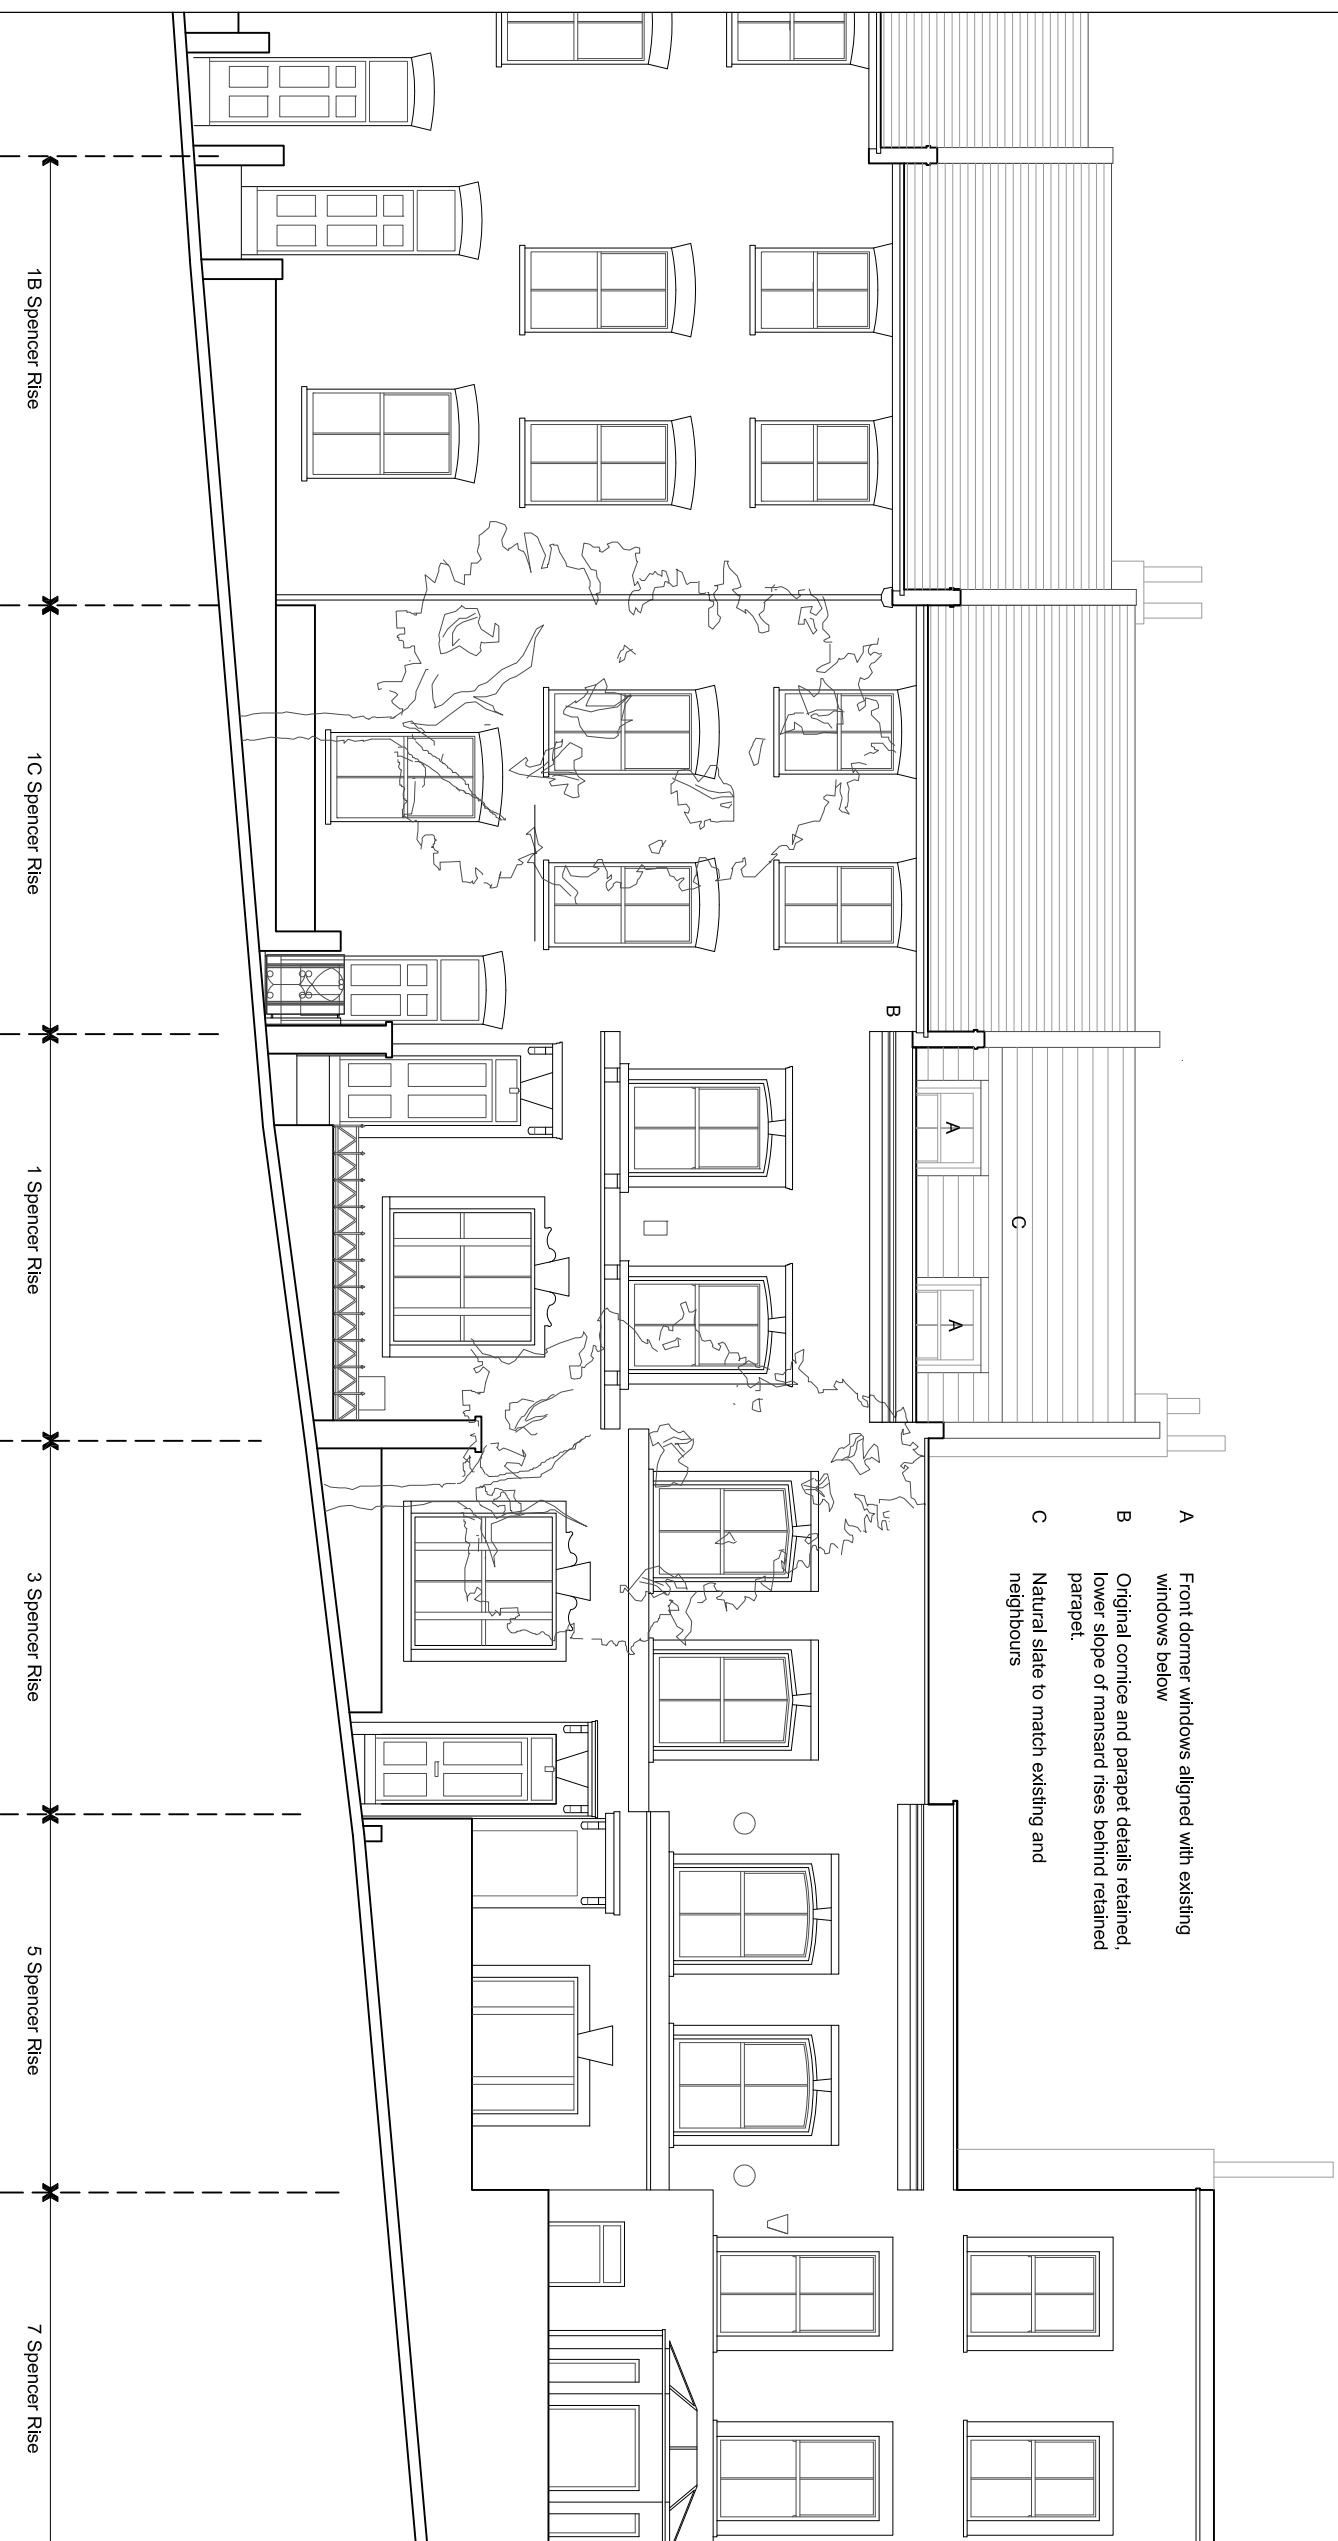 A Front dormer windows aligned with existing
windows below
B Original cornice and parapet details retained,
lower slope of mansard rises behind retained
parapet.
C Natural slate to match existing and
neighbours
A
A
C
B
1B Spencer Rise
1C Spencer Rise
1 Spencer Rise
3 Spencer Rise
5 Spencer Rise
7 Spencer Rise